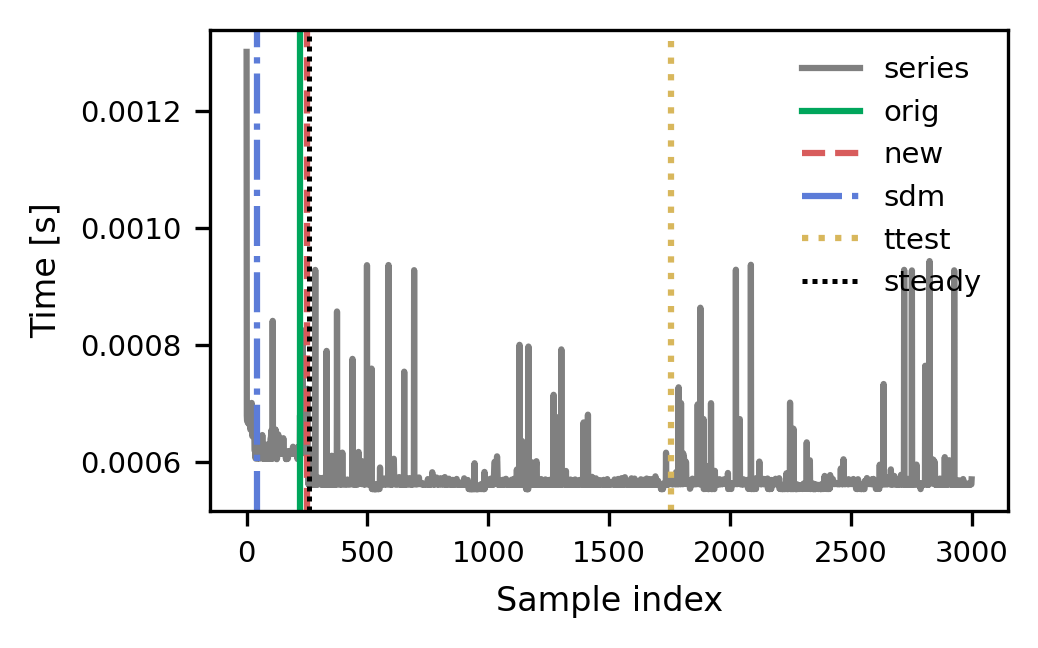 0.0012
0.0010
0.0008
0.0006
Time [s]
series
orig
new
sdm
ttest
steady
0
500
1000
1500
2000
2500
3000
Sample index